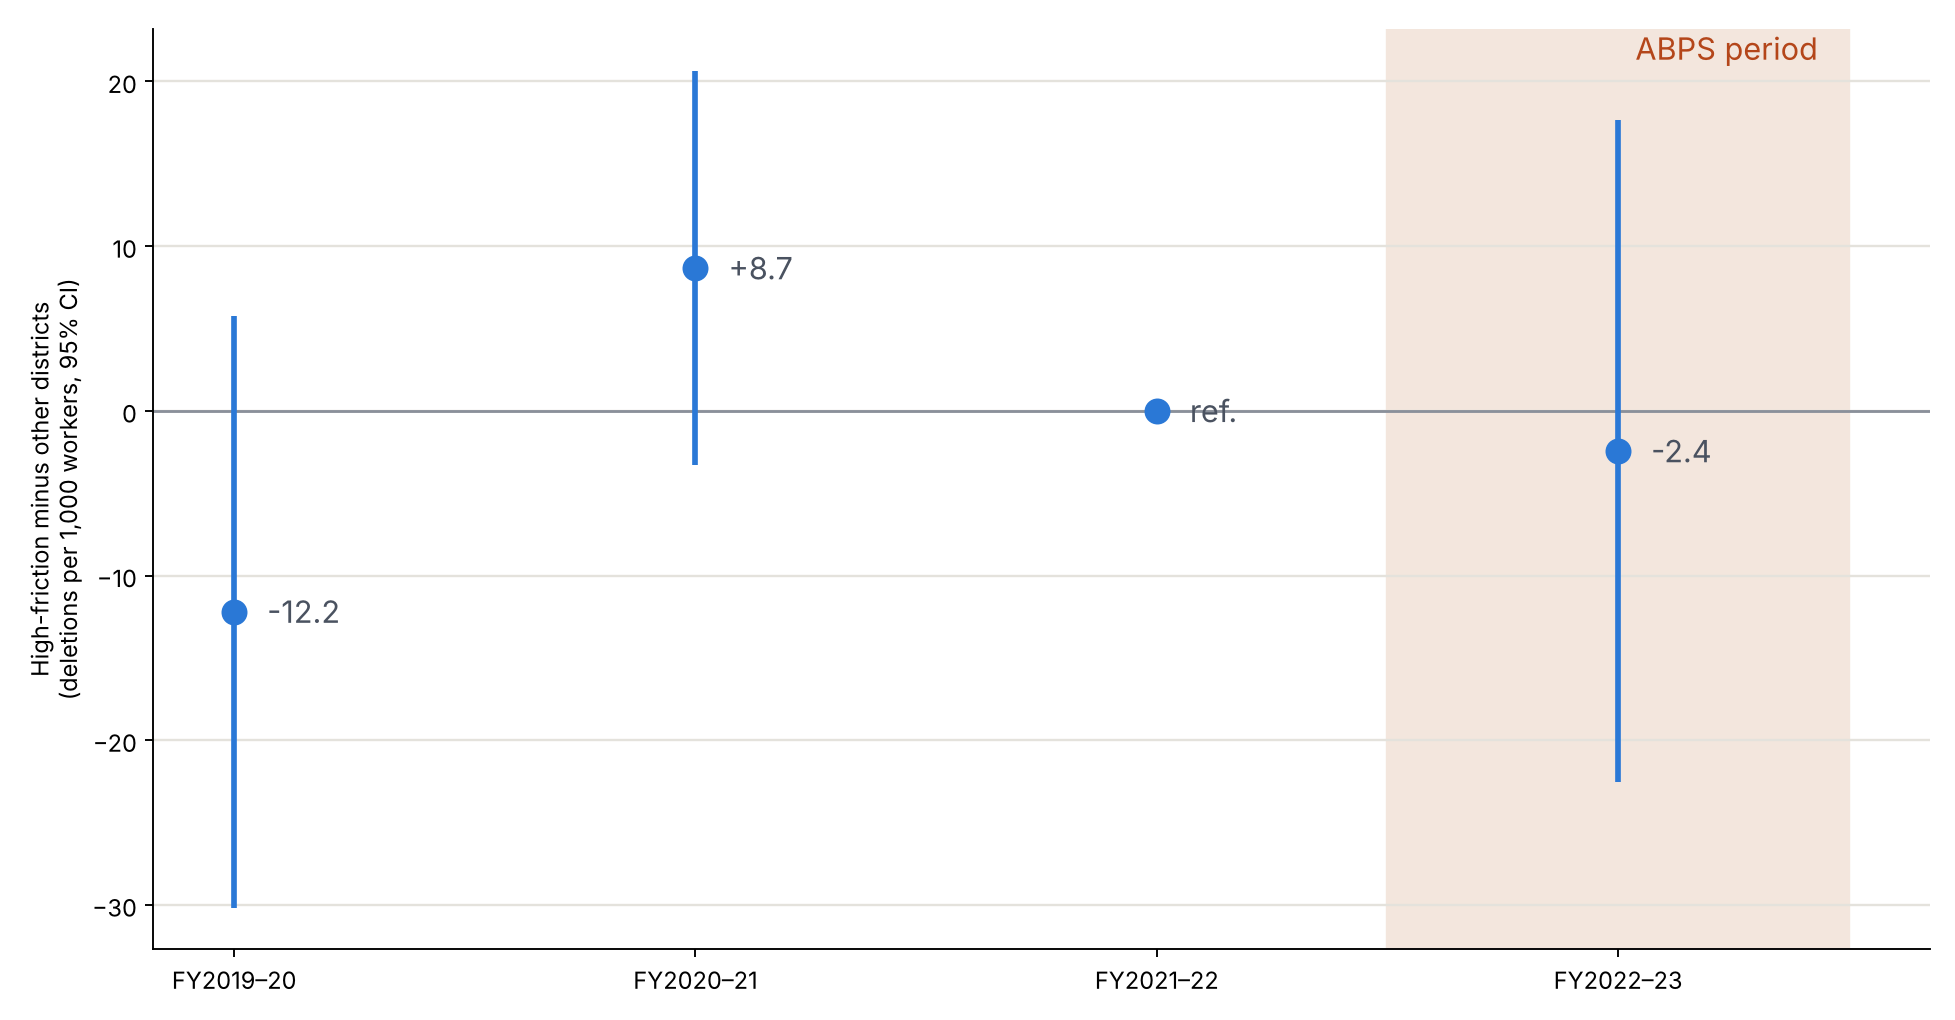 ABPS period
20
10
0
−10
−20
−30
High-friction minus other districts
(deletions per 1,000 workers, 95% CI)
-12.2
+8.7
ref.
-2.4
FY2019–20
FY2020–21
FY2021–22
FY2022–23